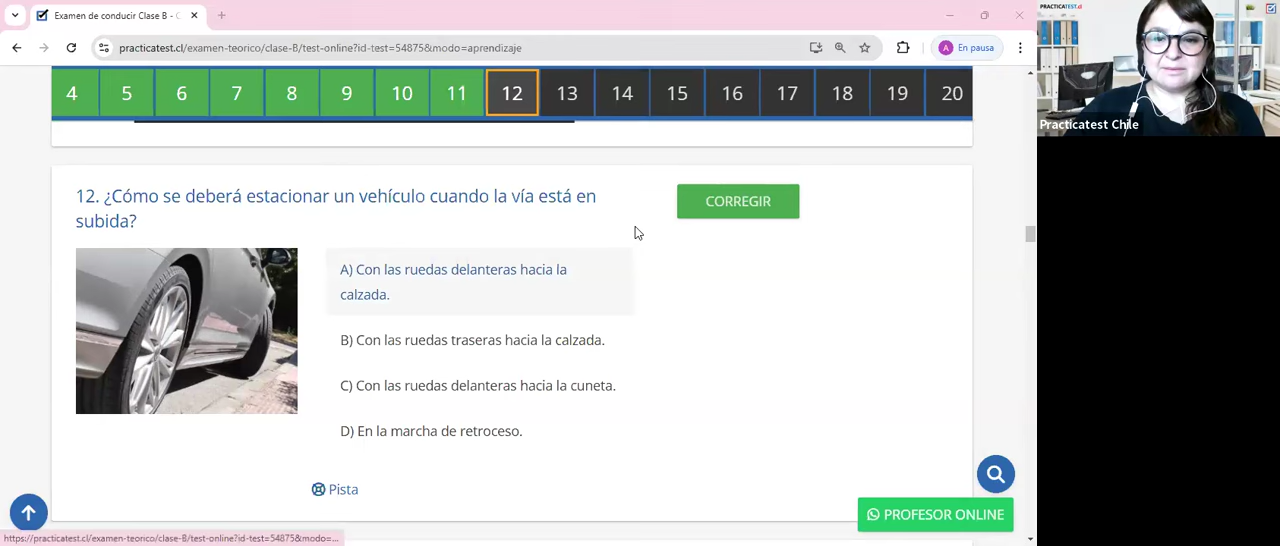 Examen de conducir Clase B - C
practicatest.cl/examen-teorico/clase-B/test-online?id-test=54875&modo=aprendizaje
A
En pausa
PRACTICATEST.cl
Practicatest Chile
4 5 6 7 8 9 10 11 12 13 14 15 16 17 18 19 20
12. ¿Cómo se deberá estacionar un vehículo cuando la vía está en
subida?
CORREGIR
A) Con las ruedas delanteras hacia la
calzada.
B) Con las ruedas traseras hacia la calzada.
C) Con las ruedas delanteras hacia la cuneta.
D) En la marcha de retroceso.
Pista
PROFESOR ONLINE
https://practicatest.cl/examen-teorico/clase-B/test-online?id-test=54875&modo=...